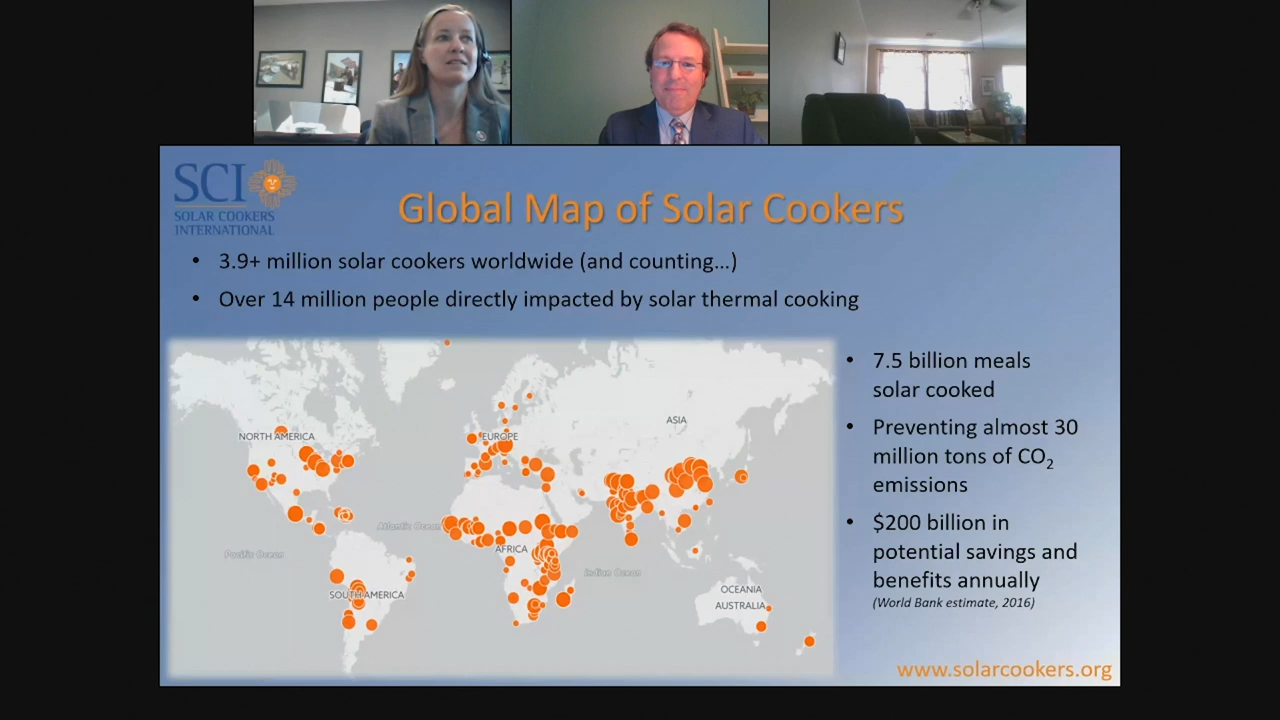 SCI
SOLAR COOKERS
INTERNATIONAL
Global Map of Solar Cookers
• 3.9+ million solar cookers worldwide (and counting...)
• Over 14 million people directly impacted by solar thermal cooking
NORTH AMERICA
EUROPE
ASIA
Atlantic Ocean
AFRICA
Pacific Ocean
Indian Ocean
SOUTH AMERICA
OCEANIA
AUSTRALIA
• 7.5 billion meals
solar cooked
• Preventing almost 30
million tons of CO₂
emissions
• $200 billion in
potential savings and
benefits annually
(World Bank estimate, 2016)
www.solarcookers.org